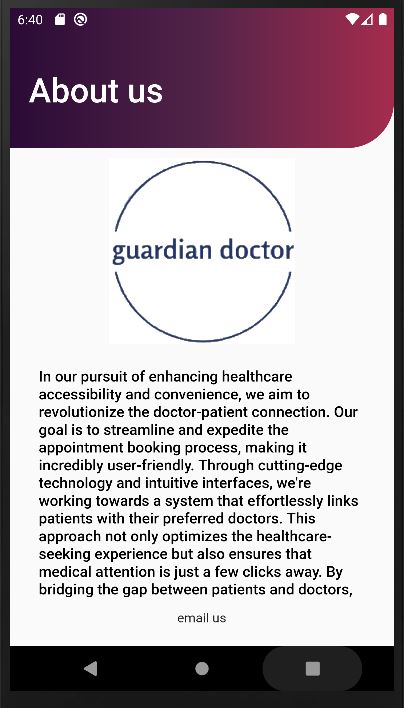 6:40
About us
guardian doctor
In our pursuit of enhancing healthcare
accessibility and convenience, we aim to
revolutionize the doctor-patient connection. Our
goal is to streamline and expedite the
appointment booking process, making it
incredibly user-friendly. Through cutting-edge
technology and intuitive interfaces, we're
working towards a system that effortlessly links
patients with their preferred doctors. This
approach not only optimizes the healthcare-
seeking experience but also ensures that
medical attention is just a few clicks away. By
bridging the gap between patients and doctors,
email us